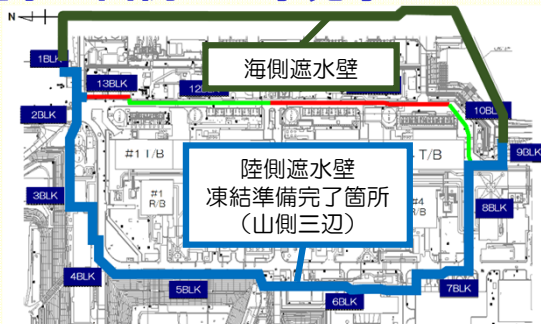 N
海側遮水壁
1BLK
13BLK
12
10BLK
2BLK
#1 T/B
陸側遮水壁
凍結準備完了箇所
（山側三辺）
T/B
9BLK
3BLK
#1
R/B
#4
R/B
8BLK
4BLK
5BLK
6BLK
7BLK